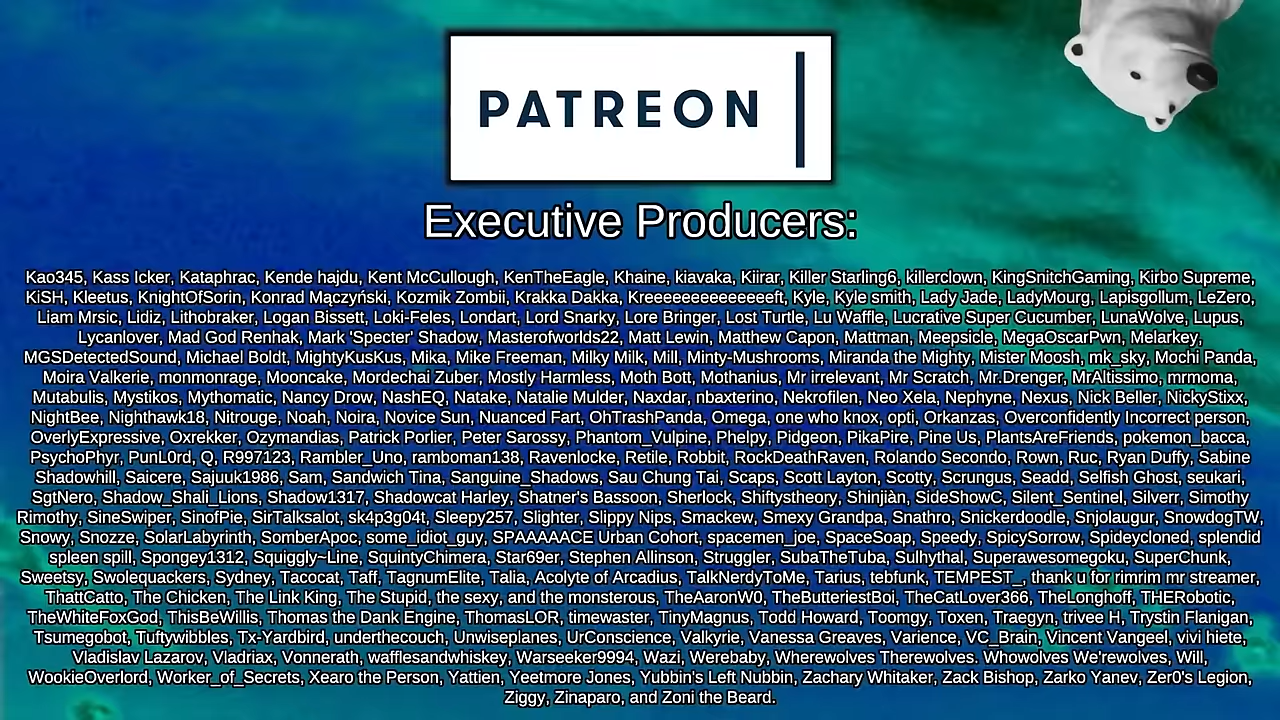 PATREON
Executive Producers:
Kao345, Kass Icker, Kataphrac, Kende hajdu, Kent McCullough, KenTheEagle, Khaine, kiavaka, Kiirar, Killer Starling6, killerclown, KingSnitchGaming, Kirbo Supreme,
KiSH, Kleetus, KnightOfSorin, Konrad Mączyński, Kozmik Zombii, Krakka Dakka, Kreeeeeeeeeeeeeeft, Kyle, Kyle smith, Lady Jade, LadyMourg, Lapisgollum, LeZero,
Liam Mrsic, Lidiz, Lithobraker, Logan Bissett, Loki-Feles, Londart, Lord Snarky, Lore Bringer, Lost Turtle, Lu Waffle, Lucrative Super Cucumber, LunaWolve, Lupus,
Lycanlover, Mad God Renhak, Mark 'Specter' Shadow, Masterofworlds22, Matt Lewin, Matthew Capon, Mattman, Meepsicle, MegaOscarPwn, Melarkey,
MGSDetectedSound, Michael Boldt, MightyKusKus, Mika, Mike Freeman, Milky Milk, Mill, Minty-Mushrooms, Miranda the Mighty, Mister Moosh, mk_sky, Mochi Panda,
Moira Valkerie, monmonrage, Mooncake, Mordechai Zuber, Mostly Harmless, Moth Bott, Mothanius, Mr irrelevant, Mr Scratch, Mr.Drenger, MrAltissimo, mrmoma,
Mutabulis, Mystikos, Mythomatic, Nancy Drow, NashEQ, Natake, Natalie Mulder, Naxdar, nbaxterino, Nekrofilen, Neo Xela, Nephyne, Nexus, Nick Beller, NickyStixx,
NightBee, Nighthawk18, Nitrouge, Noah, Noira, Novice Sun, Nuanced Fart, OhTrashPanda, Omega, one who knox, opti, Orkanzas, Overconfidently Incorrect person,
OverlyExpressive, Oxrekker, Ozymandias, Patrick Porlier, Peter Sarossy, Phantom_Vulpine, Phelpy, Pidgeon, PikaPire, Pine Us, PlantsAreFriends, pokemon_bacca,
PsychoPhyr, PunL0rd, Q, R997123, Rambler_Uno, ramboman138, Ravenlocke, Retile, Robbit, RockDeathRaven, Rolando Secondo, Rown, Ruc, Ryan Duffy, Sabine
Shadowhill, Saicere, Sajuuk1986, Sam, Sandwich Tina, Sanguine_Shadows, Sau Chung Tai, Scaps, Scott Layton, Scotty, Scrungus, Seadd, Selfish Ghost, seukari,
SgtNero, Shadow_Shali_Lions, Shadow1317, Shadowcat Harley, Shatner's Bassoon, Sherlock, Shiftystheory, Shinjiàn, SideShowC, Silent_Sentinel, Silverr, Simothy
Rimothy, SineSwiper, SinofPie, SirTalksalot, sk4p3g04t, Sleepy257, Slighter, Slippy Nips, Smackew, Smexy Grandpa, Snathro, Snickerdoodle, Snjolaugur, SnowdogTW,
Snowy, Snozze, SolarLabyrinth, SomberApoc, some_idiot_guy, SPAAAAACE Urban Cohort, spacemen_joe, SpaceSoap, Speedy, SpicySorrow, Spideycloned, splendid
spleen spill, Spongey1312, Squiggly~Line, SquintyChimera, Star69er, Stephen Allinson, Struggler, SubaTheTuba, Sulhythal, Superawesomegoku, SuperChunk,
Sweetsy, Swolequackers, Sydney, Tacocat, Taff, TagnumElite, Talia, Acolyte of Arcadius, TalkNerdyToMe, Tarius, tebfunk, TEMPEST_, thank u for rimrim mr streamer,
ThattCatto, The Chicken, The Link King, The Stupid, the sexy, and the monsterous, TheAaronW0, TheButteriestBoi, TheCatLover366, TheLonghoff, THERobotic,
TheWhiteFoxGod, ThisBeWillis, Thomas the Dank Engine, ThomasLOR, timewaster, TinyMagnus, Todd Howard, Toomgy, Toxen, Traegyn, trivee H, Trystin Flanigan,
Tsumegobot, Tuftywibbles, Tx-Yardbird, underthecouch, Unwiseplanes, UrConscience, Valkyrie, Vanessa Greaves, Varience, VC_Brain, Vincent Vangeel, vivi hiete,
Vladislav Lazarov, Vladriax, Vonnerath, wafflesandwhiskey, Warseeker9994, Wazi, Werebaby, Wherewolves Therewolves. Whowolves We'rewolves, Will,
WookieOverlord, Worker_of_Secrets, Xearo the Person, Yattien, Yeetmore Jones, Yubbin's Left Nubbin, Zachary Whitaker, Zack Bishop, Zarko Yanev, Zer0's Legion,
Ziggy, Zinaparo, and Zoni the Beard.